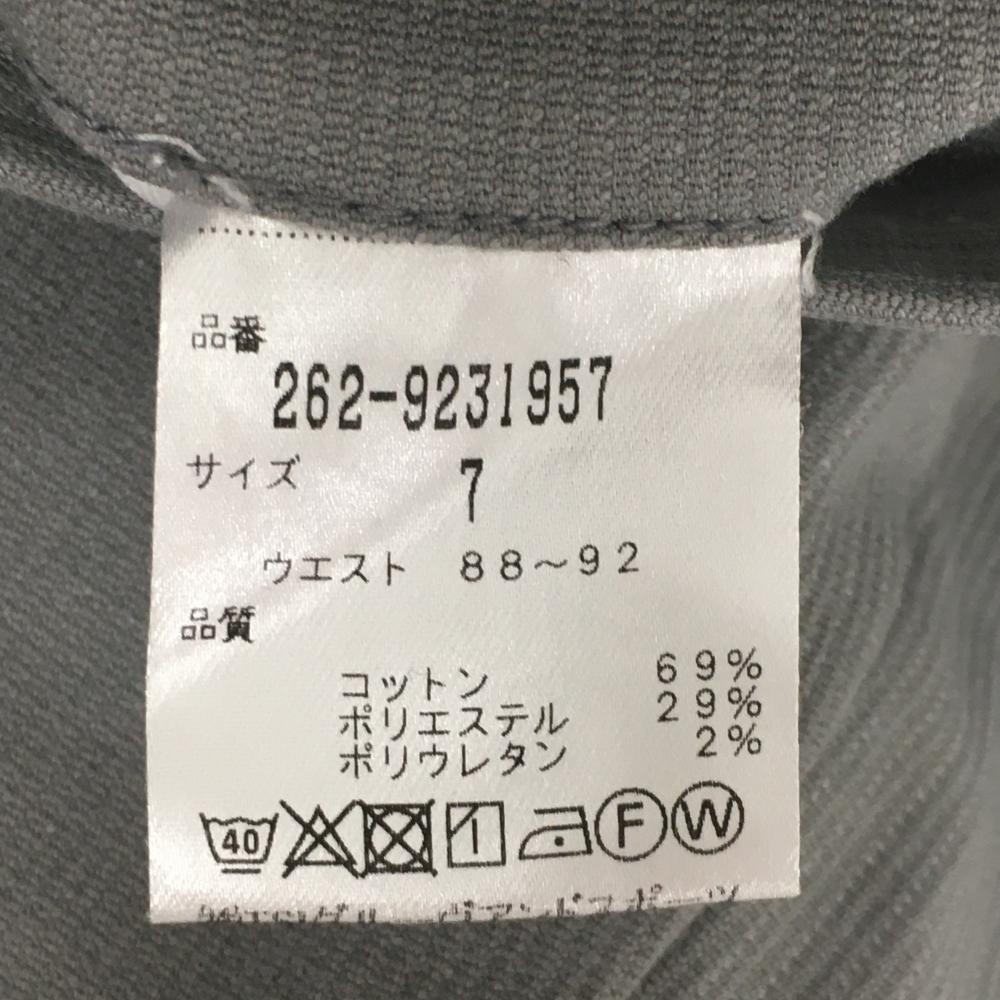 品番
262-9231957
サイズ 7
ウエスト 88～92
品質
コットン 69%
ポリエステル 29%
ポリウレタン 2%
40 F W